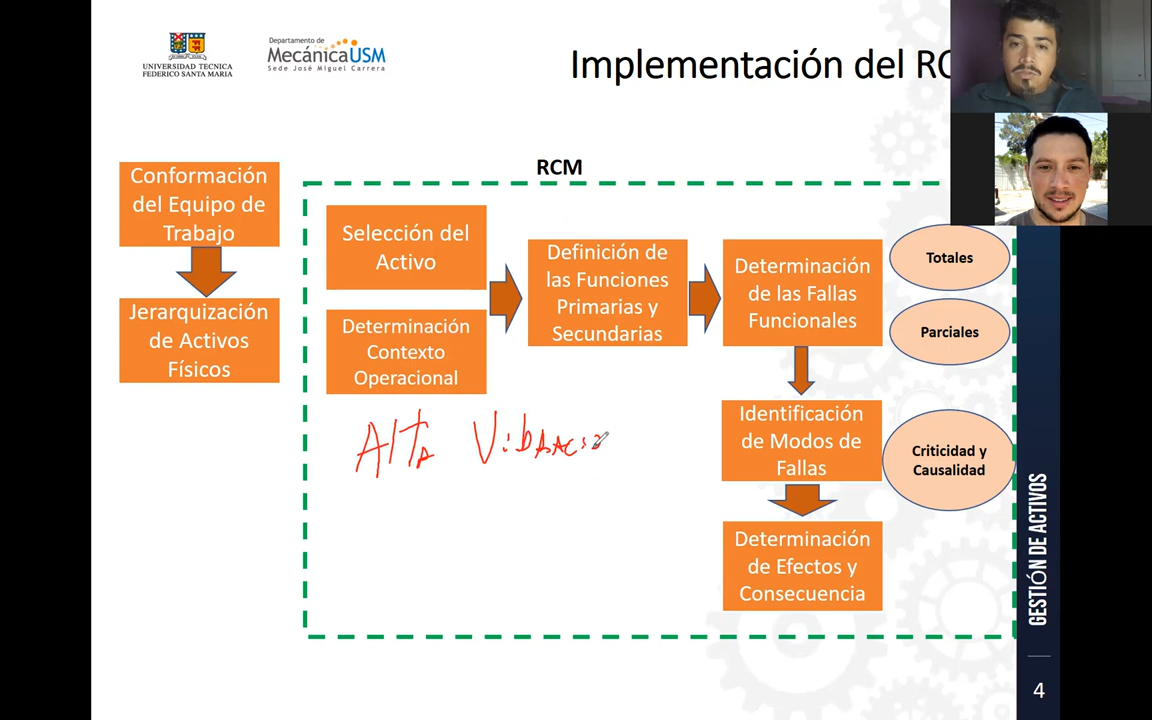 UNIVERSIDAD TECNICA
FEDERICO SANTA MARIA
Departamento de
MecánicaUSM
Sede José Miguel Carrera
Implementación del RC
RCM
Conformación
del Equipo de
Trabajo
Jerarquización
de Activos
Físicos
Selección del
Activo
Determinación
Contexto
Operacional
Definición de
las Funciones
Primarias y
Secundarias
Determinación
de las Fallas
Funcionales
Totales
Parciales
Identificación
de Modos de
Fallas
Criticidad y
Causalidad
Determinación
de Efectos y
Consecuencia
AltA
GESTIÓN DE ACTIVOS
4